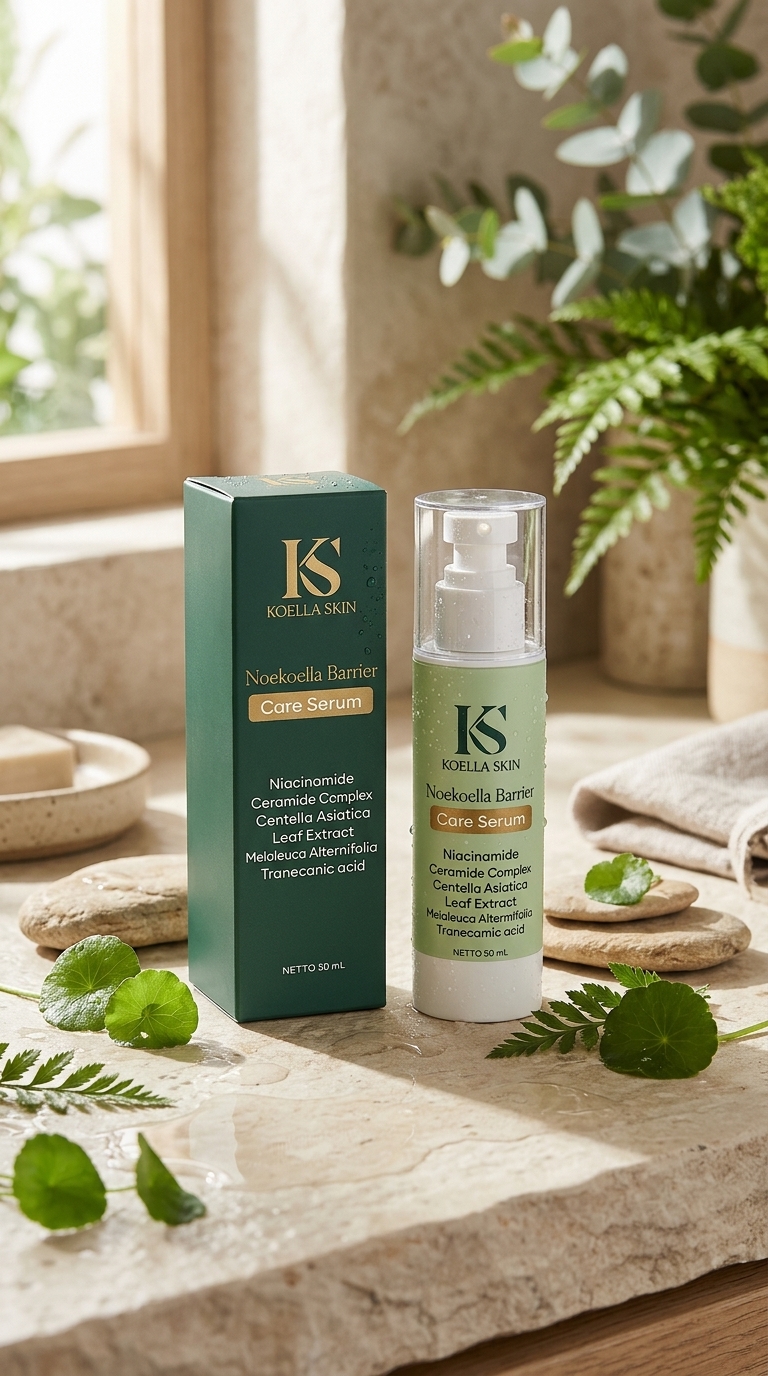 KS
KOELLA SKIN
Noekoella Barrier
Care Serum
Niacinomide
Ceramide Complex
Centella Asiatica
Leaf Extract
Meloleuca Alternifolia
Tranecanic acid
NETTO 50 mL
KS
KOELLA SKIN
Noekoella Barrier
Care Serum
Niacinamide
Ceramide Complex
Centella Asiatica
Leaf Extract
Melaleuca Altermifolia
Tranecamic acid
NETTO 50 mL